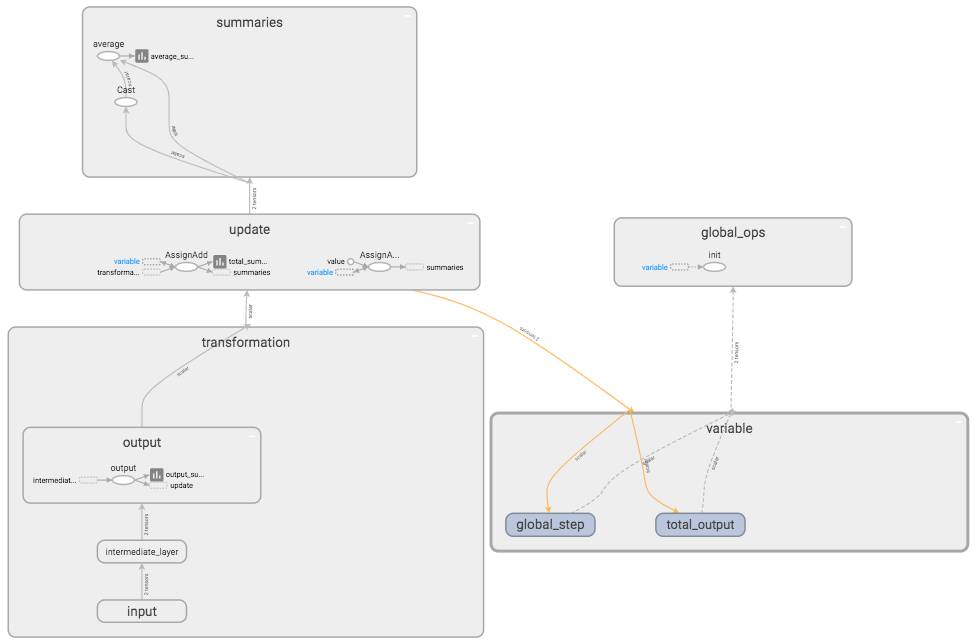 summaries
average
average_su...
scalar
Cast
scalar
scalar
2 tensors
update
AssignAdd
variable
total_sum...
transforma...
summaries
AssignA...
value
variable
summaries
global_ops
init
variable
scalar
2 tensors
2 tensors
transformation
scalar
variable
scalar
scalar
scalar
scalar
global_step
total_output
output
output
intermediat...
output_su...
update
2 tensors
intermediate_layer
2 tensors
input